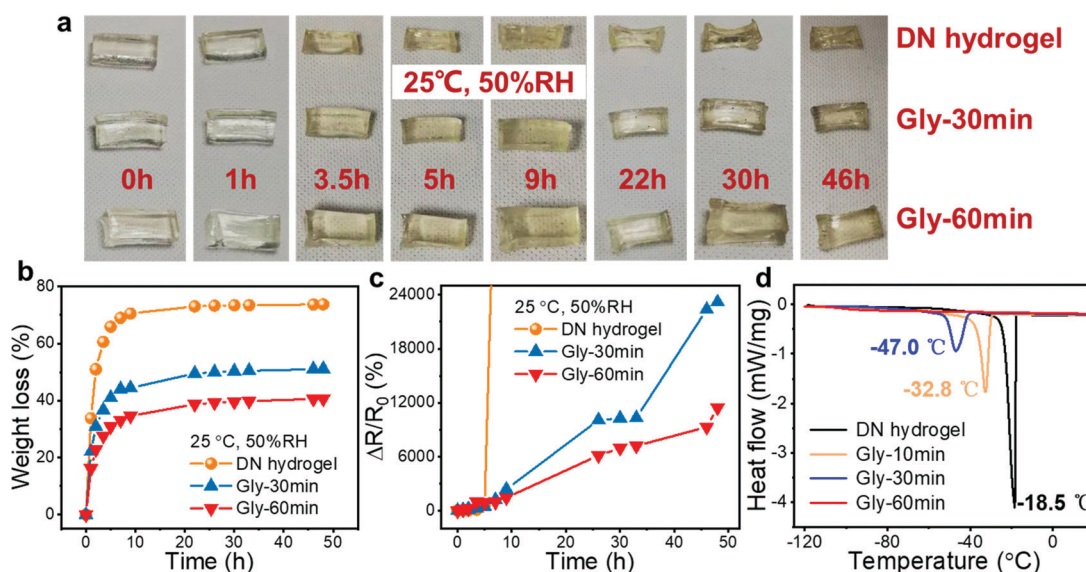 a
DN hydrogel
25℃, 50%RH
Gly-30min
0h 1h 3.5h 5h 9h 22h 30h 46h
Gly-60min
b
Weight loss (%)
80
60
40
20
0
25 °C, 50%RH
DN hydrogel
Gly-30min
Gly-60min
0 10 20 30 40 50
Time (h)
c
ΔR/R0 (%)
24000
18000
12000
6000
0
25 °C, 50%RH
DN hydrogel
Gly-30min
Gly-60min
0 10 20 30 40 50
Time (h)
d
Heat flow (mW/mg)
0
-1
-2
-3
-4
-47.0 ℃
-32.8 ℃
DN hydrogel
Gly-10min
Gly-30min
Gly-60min
-18.5 ℃
-120 -80 -40 0
Temperature (°C)